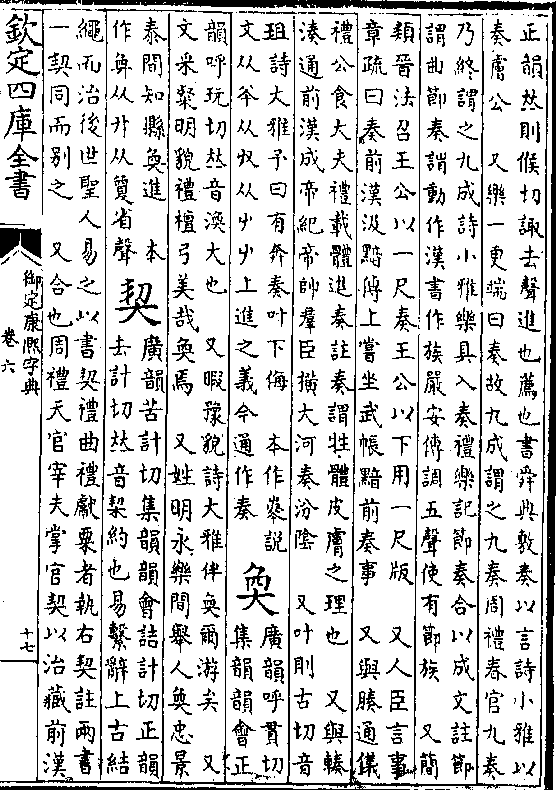 正韻𠀤則候切諏去聲進也薦也書舜典敷奏以言詩小雅以
奏膚公 又樂一更端曰奏故九成謂之九奏周禮春官九奏
乃終謂之九成詩小雅樂具入奏禮樂記節奏合以成文註節
謂曲節奏謂動作漢書作族嚴安傳調五聲使有節族 又簡
類晉法召王公以一尺奏王公以下用一尺版 又人臣言事
章疏曰奏前漢汲黯傳上嘗坐武帳黯前奏事 又與腠通儀
禮公食大夫禮載體進奏註奏謂牲體皮膚之理也 又與輳
湊通前漢成帝紀帝帥羣臣橫大河奏汾陰 又叶則古切音
珇詩大雅予曰有奔奏叶下侮 本作𡴻說
文从夲从𠬞从屮屮上進之義今通作奏
奐
廣韻呼貫切
集韻韻會正
韻呼玩切𠀤音渙大也 又暇豫貌詩大雅伴奐爾游矣 又
文采粲明貌禮檀弓美哉奐焉 又姓明永樂間舉人奐忠景
泰間知縣奐進 本
作奐从廾从敻省聲
契
廣韻苦計切集韻韻會詰計切正韻
去計切𠀤音栔約也易繫辭上古結
繩而治後世聖人易之以書契禮曲禮獻粟者執右契註兩書
一契同而別之 又合也周禮天官宰夫掌官契以治藏前漢
欽定四庫全書
御定康熙字典
卷六
十七